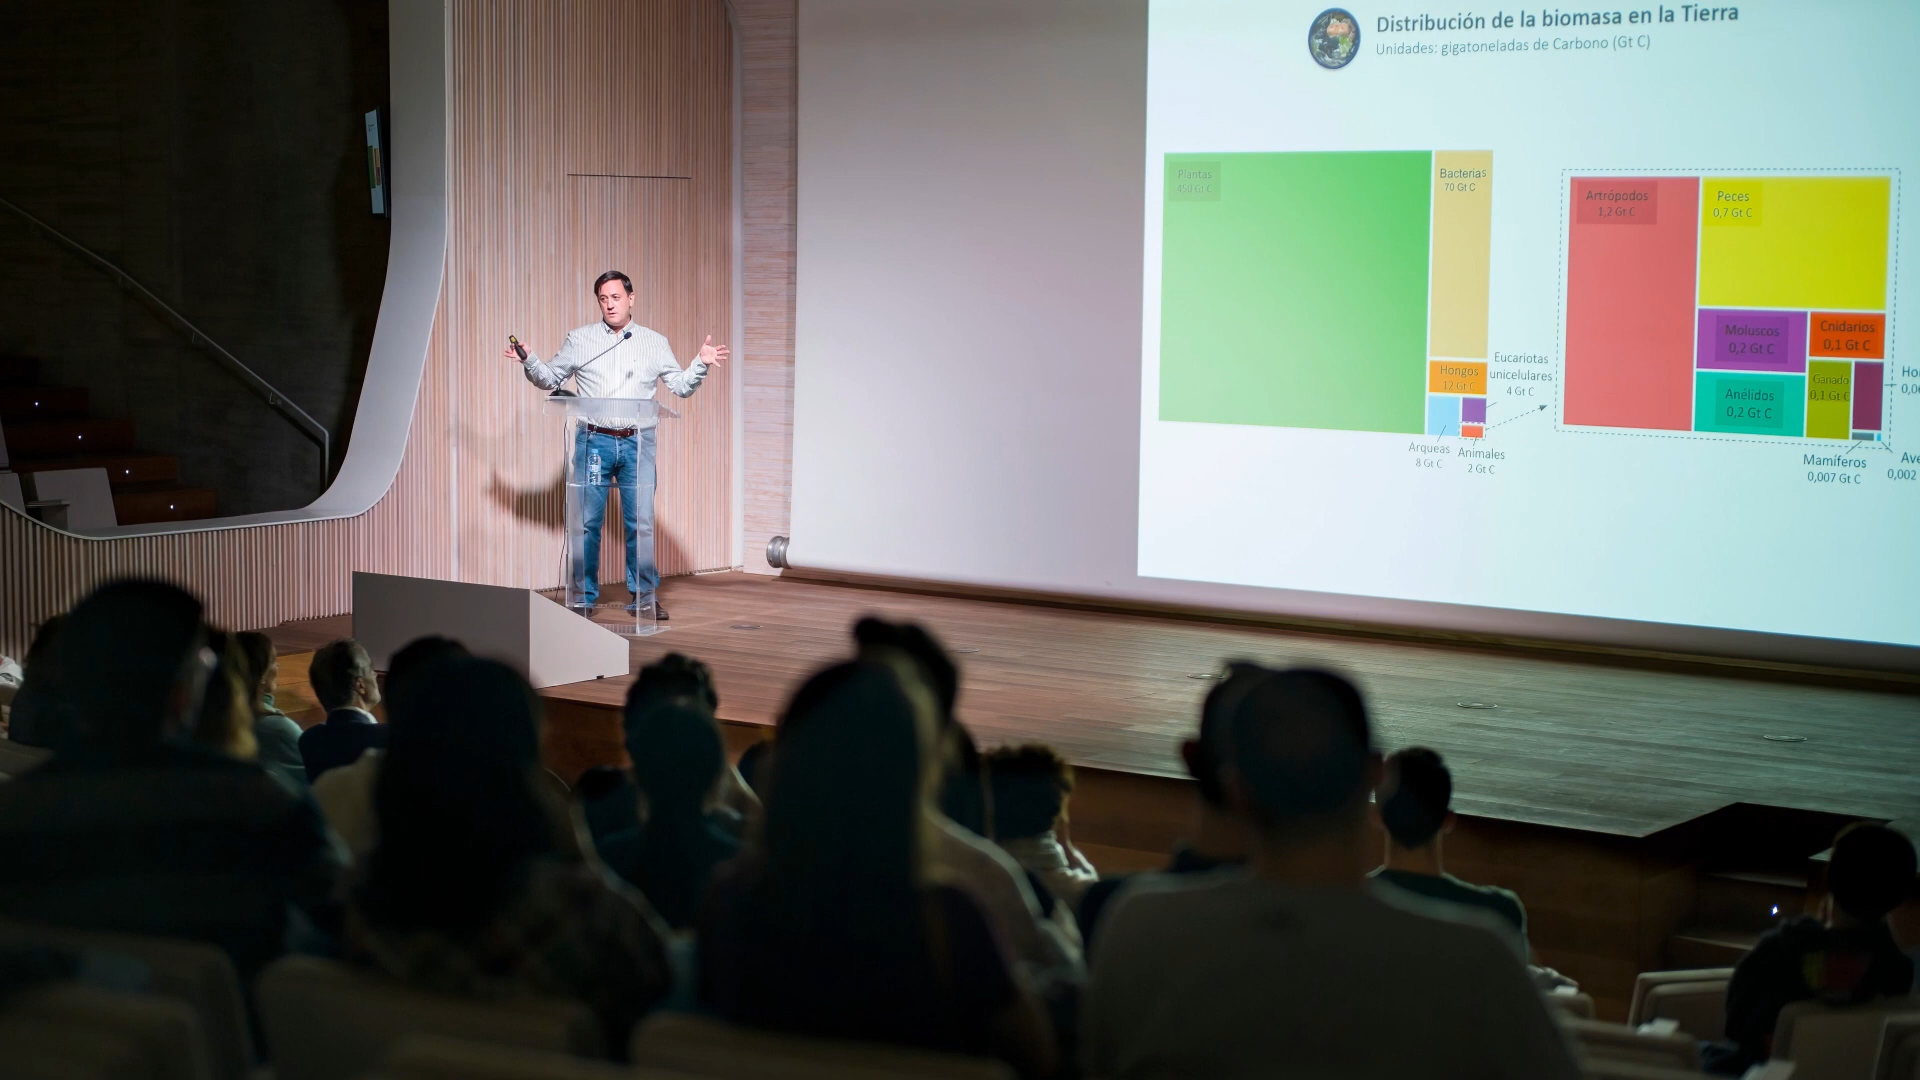 Distribución de la biomasa en la Tierra
Unidades: gigatoneladas de Carbono (Gt C)
Plantas
450 Gt C
Bacterias
70 Gt C
Hongos
12 Gt C
Eucariotas
unicelulares
4 Gt C
Arqueas
8 Gt C
Animales
2 Gt C
Artrópodos
1,2 Gt C
Peces
0,7 Gt C
Moluscos
0,2 Gt C
Cnidarios
0,1 Gt C
Anélidos
0,2 Gt C
Ganado
0,1 Gt C
Mamíferos
0,007 Gt C
0,002